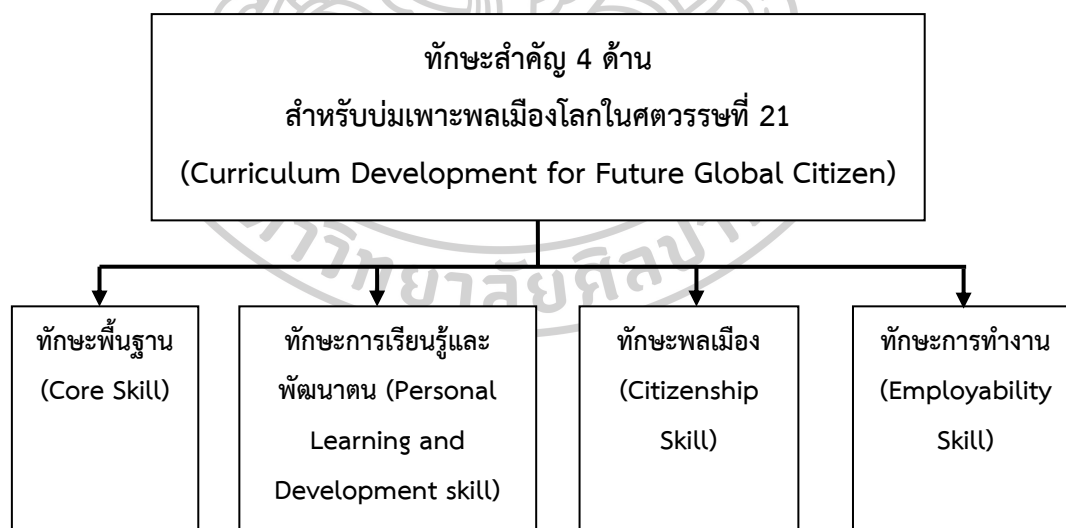 ทักษะสำคัญ 4 ด้าน
สำหรับบ่มเพาะพลเมืองโลกในศตวรรษที่ 21
(Curriculum Development for Future Global Citizen)
ทักษะพื้นฐาน
(Core Skill)
ทักษะการเรียนรู้และ
พัฒนาตน (Personal
Learning and
Development skill)
ทักษะพลเมือง
(Citizenship
Skill)
ทักษะการทำงาน
(Employability
Skill)